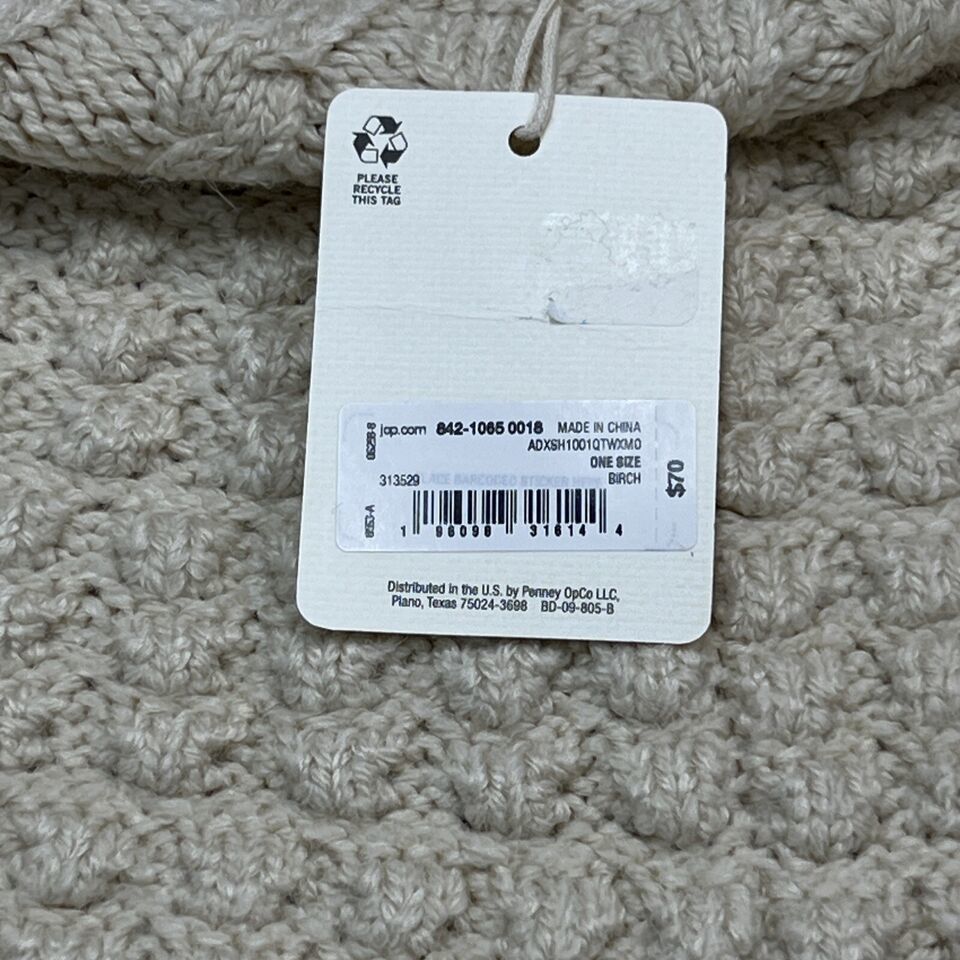 PLEASE
RECYCLE
THIS TAG
jcp.com 842-1065 0018 MADE IN CHINA
ADXSH1001QTWXM0
ONE SIZE
313529 BIRCH
$70
1 96098 31614 4
Distributed in the U.S. by Penney OpCo LLC,
Plano, Texas 75024-3698 BD-09-805-B